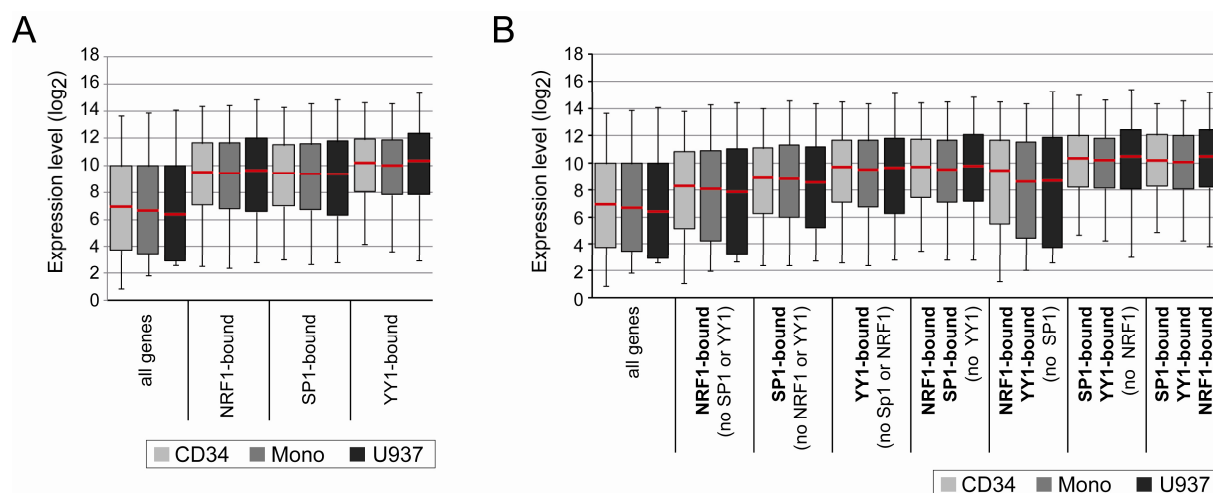 A
Expression level (log2)
18
16
14
12
10
8
6
4
2
0
all genes
NRF1-bound
SP1-bound
YY1-bound
CD34 Mono U937
B
Expression level (log2)
18
16
14
12
10
8
6
4
2
0
all genes
NRF1-bound
(no SP1 or YY1)
SP1-bound
(no NRF1 or YY1)
YY1-bound
(no Sp1 or NRF1)
NRF1-bound
SP1-bound
(no YY1)
NRF1-bound
YY1-bound
(no SP1)
SP1-bound
YY1-bound
(no NRF1)
SP1-bound
YY1-bound
NRF1-bound
CD34 Mono U937